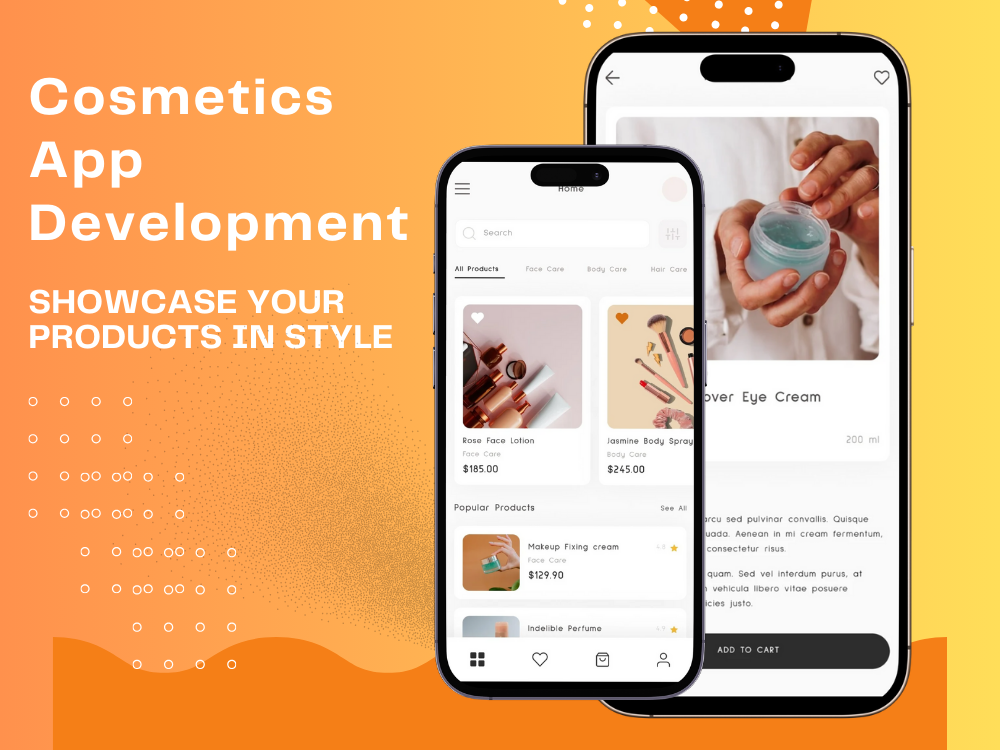 Cosmetics
App
Development
SHOWCASE YOUR
PRODUCTS IN STYLE
Home
Search
All Products Face Care Body Care Hair Care
Rose Face Lotion
Face Care
$185.00
Jasmine Body Spray
Body Care
$245.00
Popular Products See All
Makeup Fixing cream
Face Care
$129.90
Indelible Perfume
over Eye Cream
200 ml
arcu sed pulvinar convallis. Quisque
uada. Aenean in mi cream fermentum,
consectetur risus.
quam. Sed vel interdum purus, at
vehicula libero vitae posuere
icies justo.
ADD TO CART